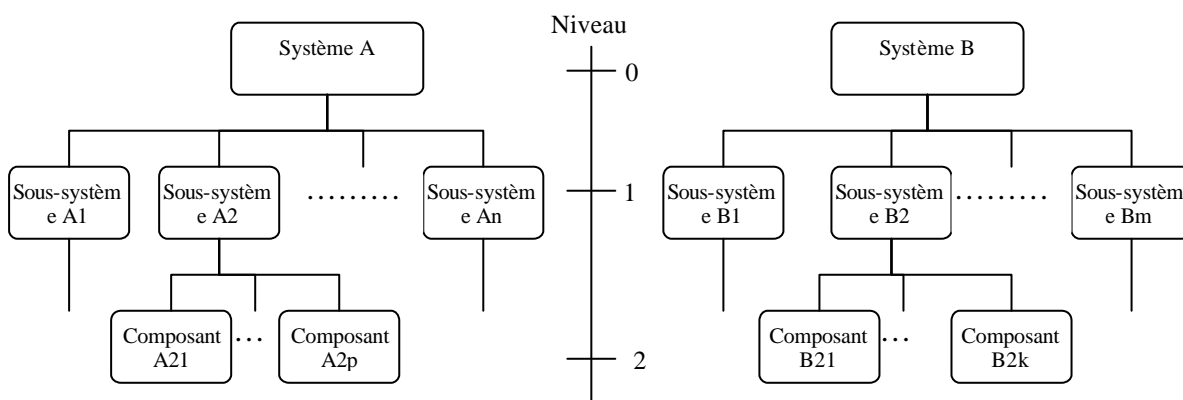 Niveau
Système A
Système B
0
Sous-systèm
e A1
Sous-systèm
e A2
.........
Sous-systèm
e An
1
Sous-systèm
e B1
Sous-systèm
e B2
.........
Sous-systèm
e Bm
Composant
A21
...
Composant
A2p
2
Composant
B21
...
Composant
B2k